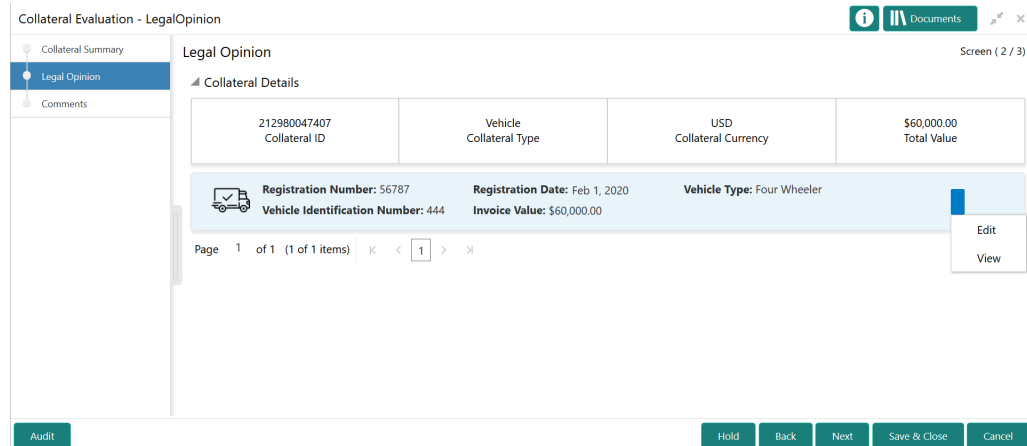 Collateral Evaluation - LegalOpinion
i Documents
Collateral Summary
Legal Opinion
Comments
Legal Opinion
Screen ( 2 / 3)
Collateral Details
212980047407
Collateral ID
Vehicle
Collateral Type
USD
Collateral Currency
$60,000.00
Total Value
Registration Number: 56787
Registration Date: Feb 1, 2020
Vehicle Type: Four Wheeler
Vehicle Identification Number: 444
Invoice Value: $60,000.00
Edit
View
Page 1 of 1 (1 of 1 items) 1
Audit
Hold
Back
Next
Save & Close
Cancel